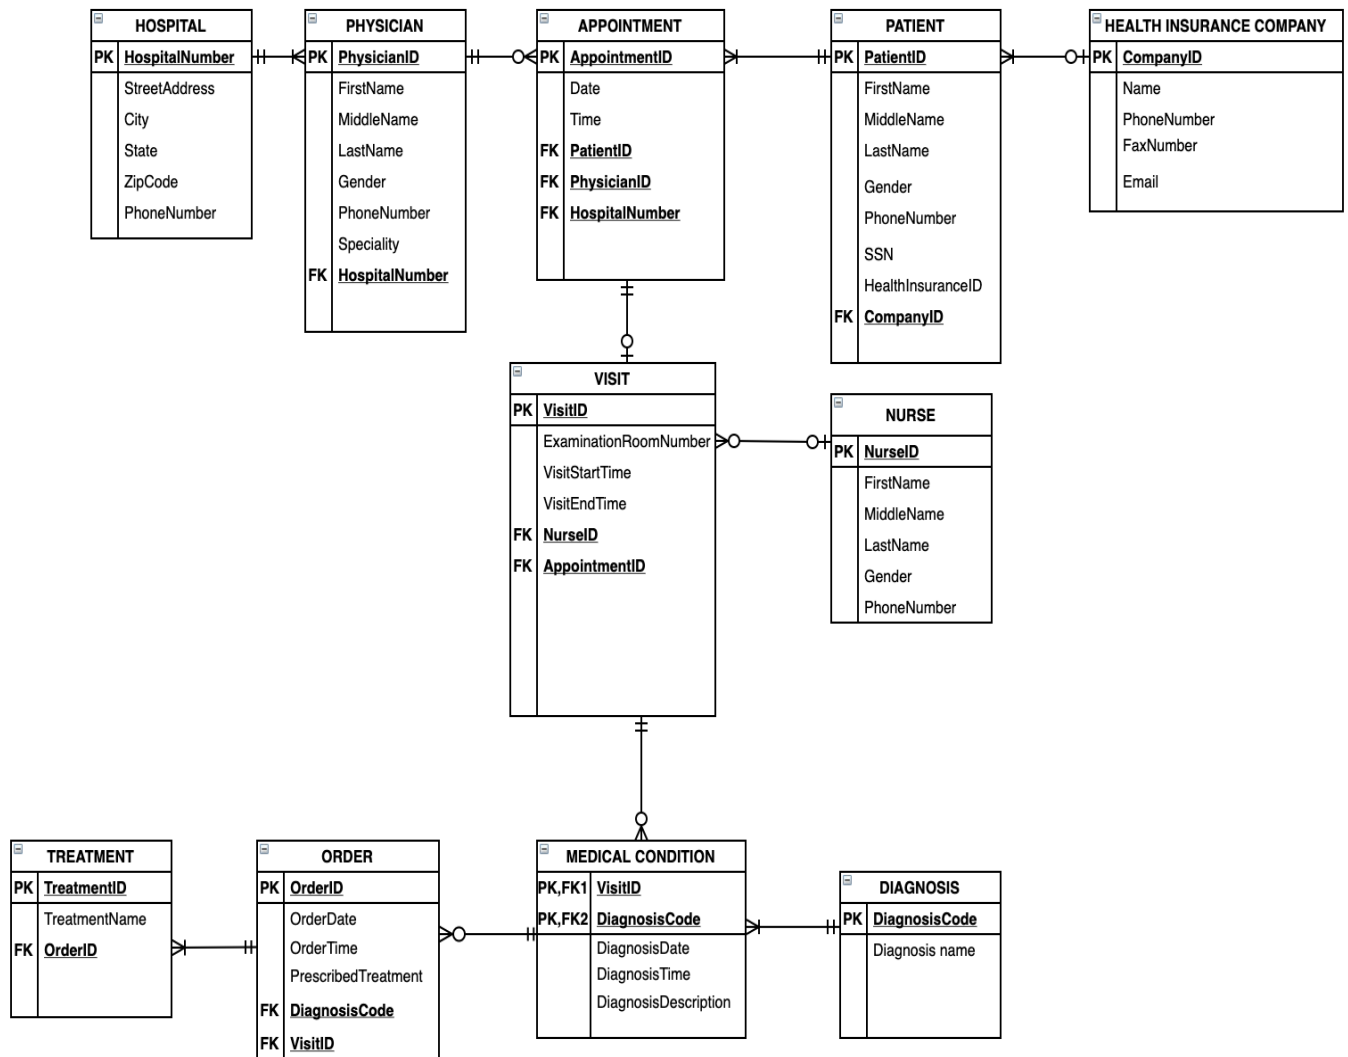 HOSPITAL
PK HospitalNumber
StreetAddress
City
State
ZipCode
PhoneNumber
PHYSICIAN
PK PhysicianID
FirstName
MiddleName
LastName
Gender
PhoneNumber
Speciality
FK HospitalNumber
APPOINTMENT
PK AppointmentID
Date
Time
FK PatientID
FK PhysicianID
FK HospitalNumber
PATIENT
PK PatientID
FirstName
MiddleName
LastName
Gender
PhoneNumber
SSN
HealthInsuranceID
FK CompanyID
HEALTH INSURANCE COMPANY
PK CompanyID
Name
PhoneNumber
FaxNumber
Email
VISIT
PK VisitID
ExaminationRoomNumber
VisitStartTime
VisitEndTime
FK NurseID
FK AppointmentID
NURSE
PK NurseID
FirstName
MiddleName
LastName
Gender
PhoneNumber
TREATMENT
PK TreatmentID
TreatmentName
FK OrderID
ORDER
PK OrderID
OrderDate
OrderTime
PrescribedTreatment
FK DiagnosisCode
FK VisitID
MEDICAL CONDITION
PK,FK1 VisitID
PK,FK2 DiagnosisCode
DiagnosisDate
DiagnosisTime
DiagnosisDescription
DIAGNOSIS
PK DiagnosisCode
Diagnosis name